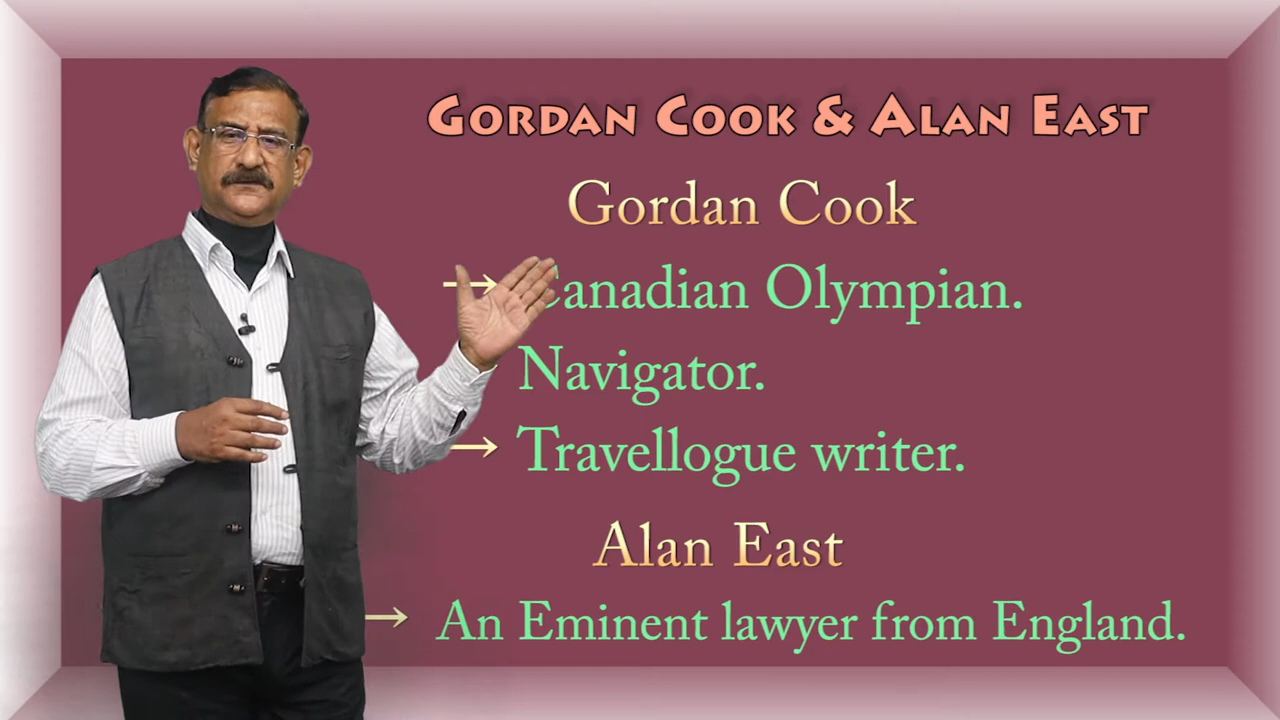 GORDAN COOK & ALAN EAST
Gordan Cook
→ Canadian Olympian.
Navigator.
→ Travellogue writer.
Alan East
→ An Eminent lawyer from England.